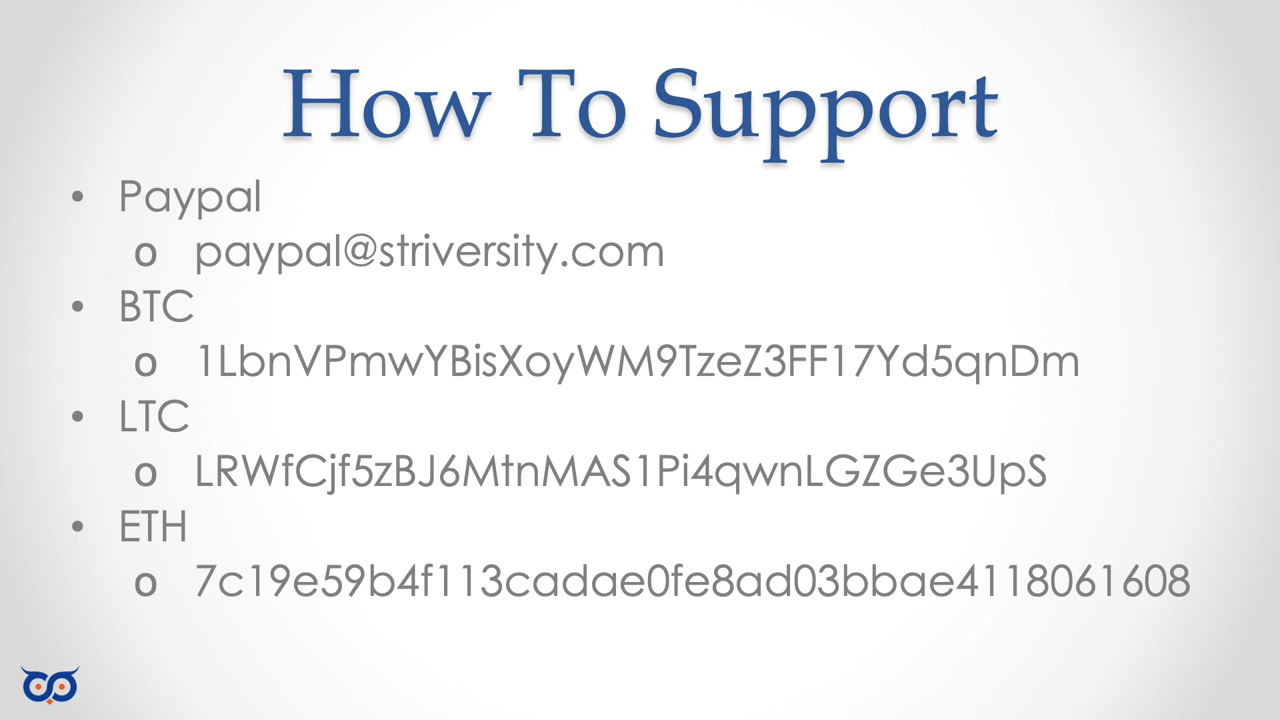 How To Support
• Paypal
o paypal@striversity.com
• BTC
o 1LbnVPmwYBisXoyWM9TzeZ3FF17Yd5qnDm
• LTC
o LRWfCjf5zBJ6MtnMAS1Pi4qwnLGZGe3UpS
• ETH
o 7c19e59b4f113cadae0fe8ad03bbae4118061608